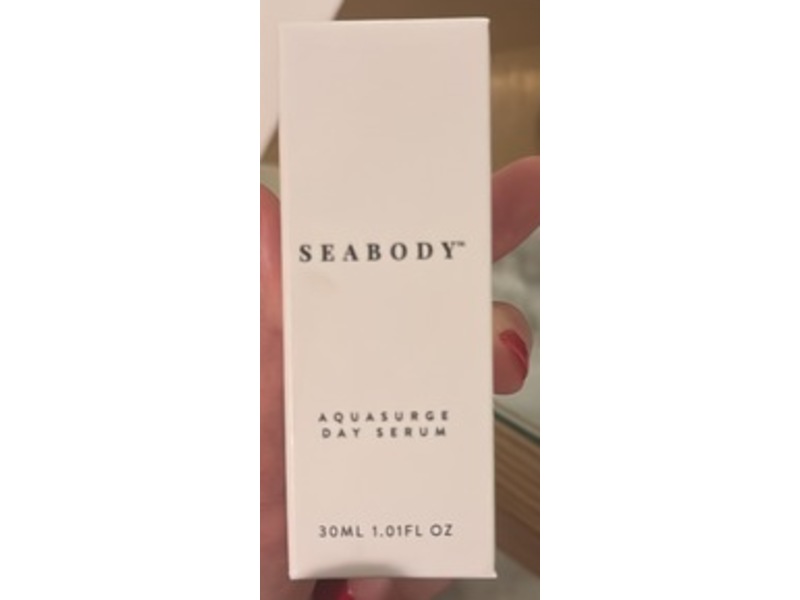 SEABODY™
AQUASURGE
DAY SERUM
30ML 1.01FL OZ